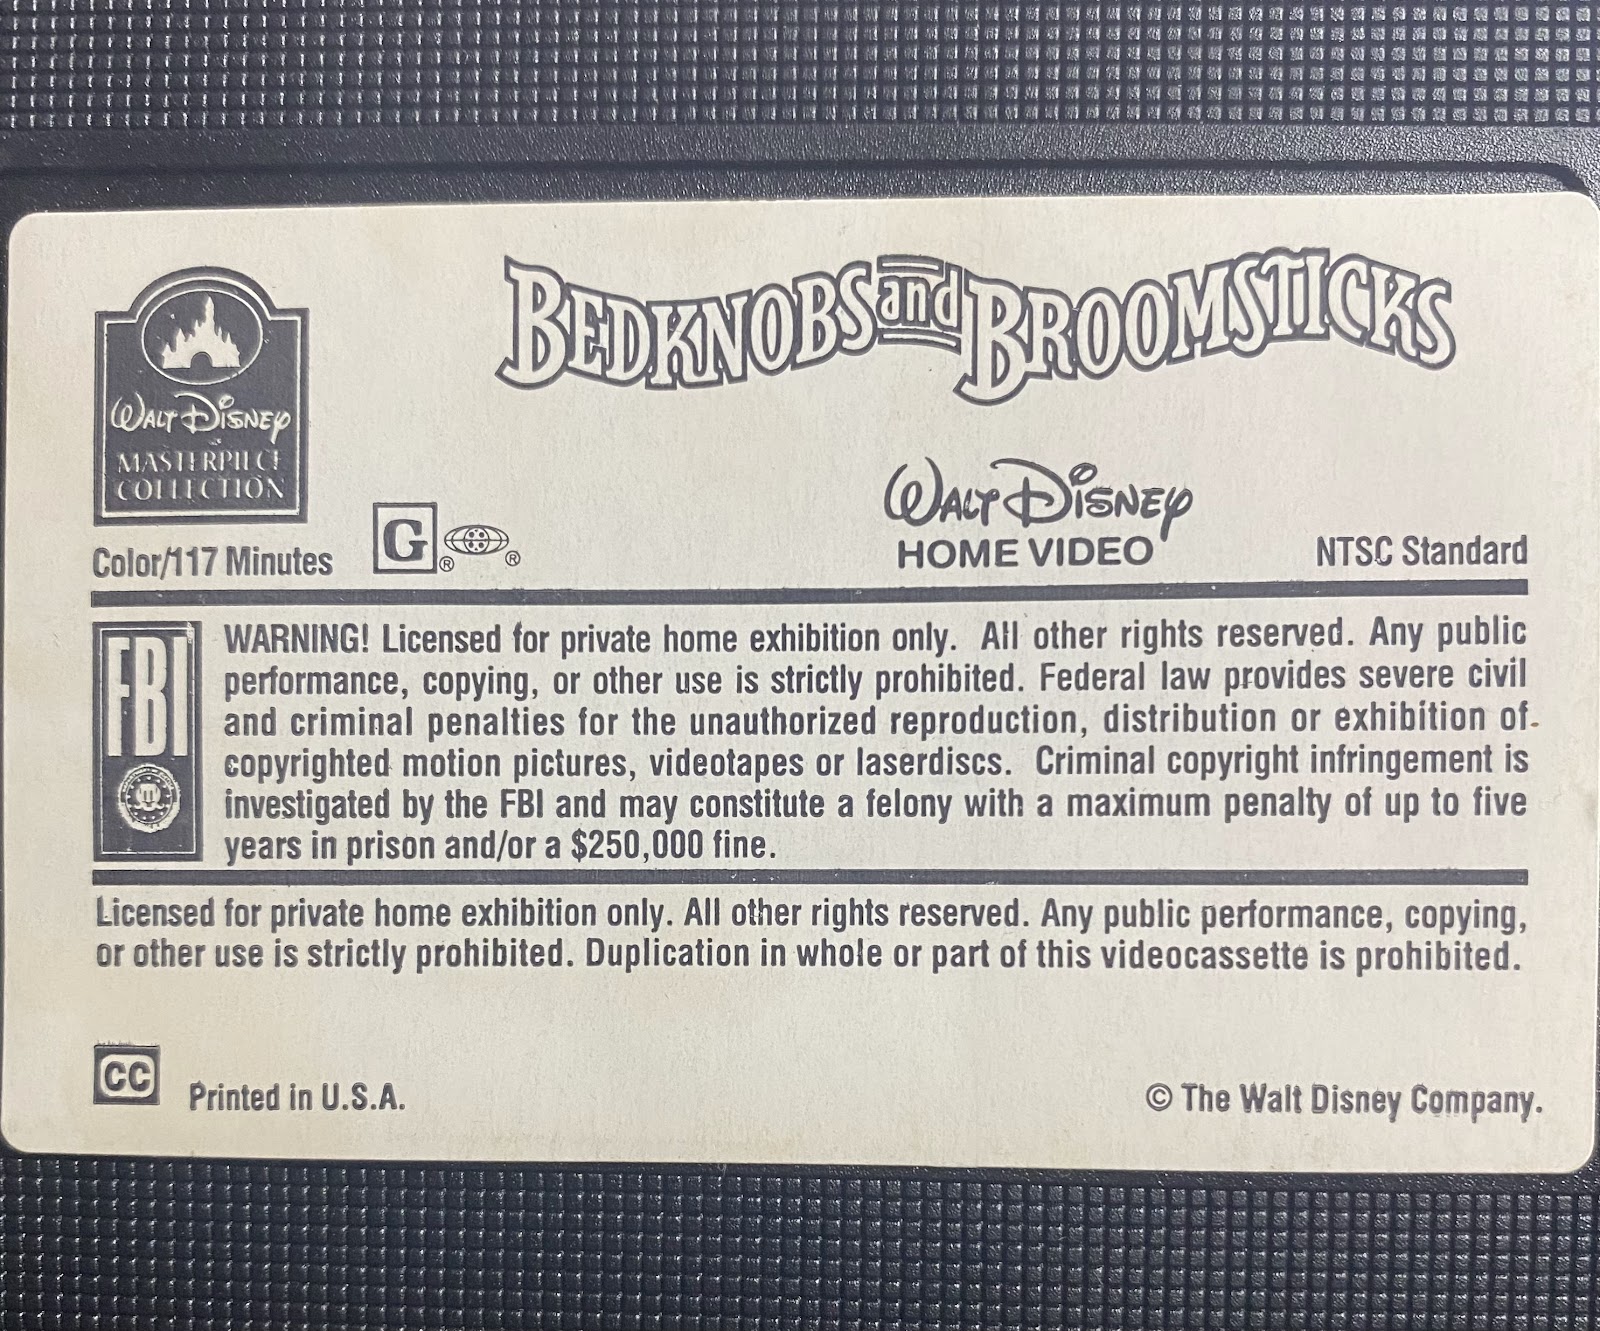 BEDKNOBS and BROOMSTICKS
WALT DISNEY
MASTERPIECE
COLLECTION
G ® ®
WALT DISNEY
HOME VIDEO
Color/117 Minutes
NTSC Standard
FBI
WARNING! Licensed for private home exhibition only. All other rights reserved. Any public
performance, copying, or other use is strictly prohibited. Federal law provides severe civil
and criminal penalties for the unauthorized reproduction, distribution or exhibition of
copyrighted motion pictures, videotapes or laserdiscs. Criminal copyright infringement is
investigated by the FBI and may constitute a felony with a maximum penalty of up to five
years in prison and/or a $250,000 fine.
Licensed for private home exhibition only. All other rights reserved. Any public performance, copying,
or other use is strictly prohibited. Duplication in whole or part of this videocassette is prohibited.
CC
Printed in U.S.A.
© The Walt Disney Company.